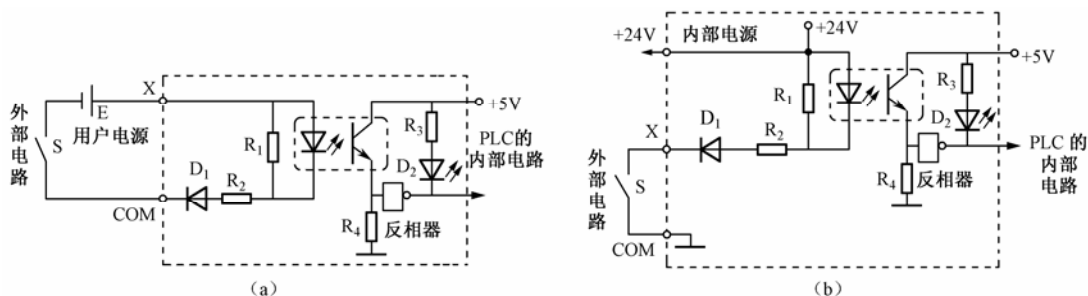 X
E
用户电源
外部电路
S
R₁
D₁
R₂
COM
+5V
R₃
D₂
PLC的
内部电路
R₄
反相器
(a)
+24V
内部电源
+24V
+5V
R₁
R₃
D₂
X
D₁
R₂
PLC 的
内部电路
外部电路
S
R₄
反相器
COM
(b)